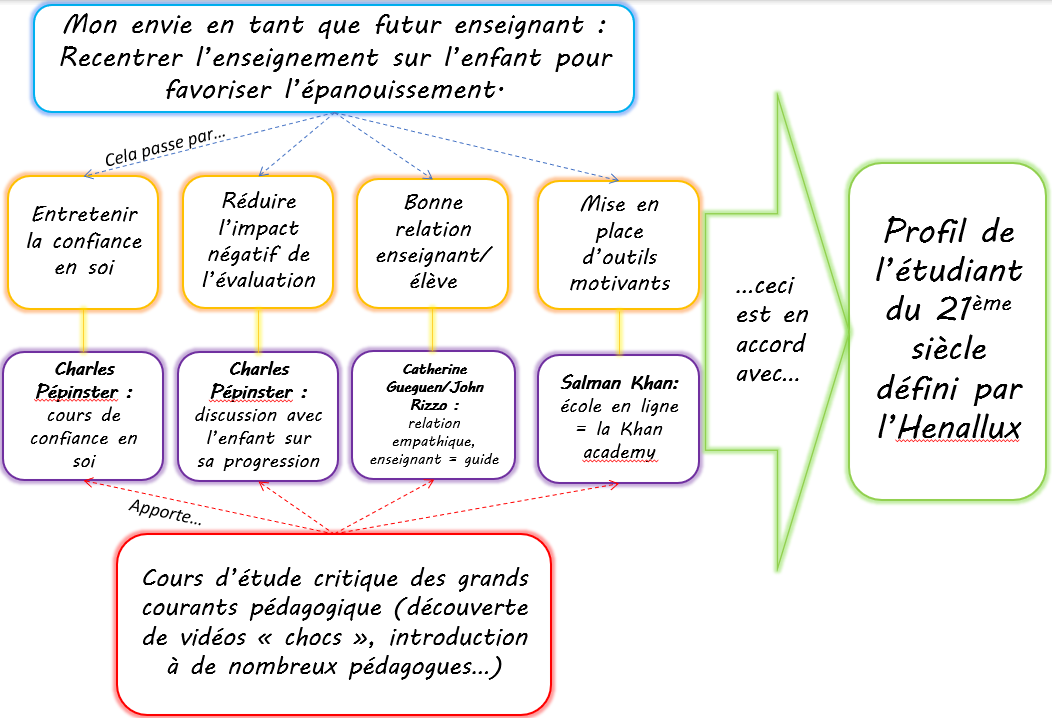 Mon envie en tant que futur enseignant :
Recentrer l'enseignement sur l'enfant pour
favoriser l'épanouissement.
Cela passe par...
Entretenir
la confiance
en soi
Réduire
l'impact
négatif de
l'évaluation
Bonne
relation
enseignant/
élève
Mise en
place
d'outils
motivants
Charles
Pépinster :
cours de
confiance en
soi
Charles
Pépinster :
discussion avec
l'enfant sur
sa progression
Catherine
Gueguen/John
Rizzo :
relation
empathique,
enseignant = guide
Salman Khan:
école en ligne
= la Khan
academy
...ceci
est en
accord
avec...
Profil de
l'étudiant
du 21ème
siècle
défini par
l'Henallux
Apporte...
Cours d'étude critique des grands
courants pédagogique (découverte
de vidéos « chocs », introduction
à de nombreux pédagogues...)